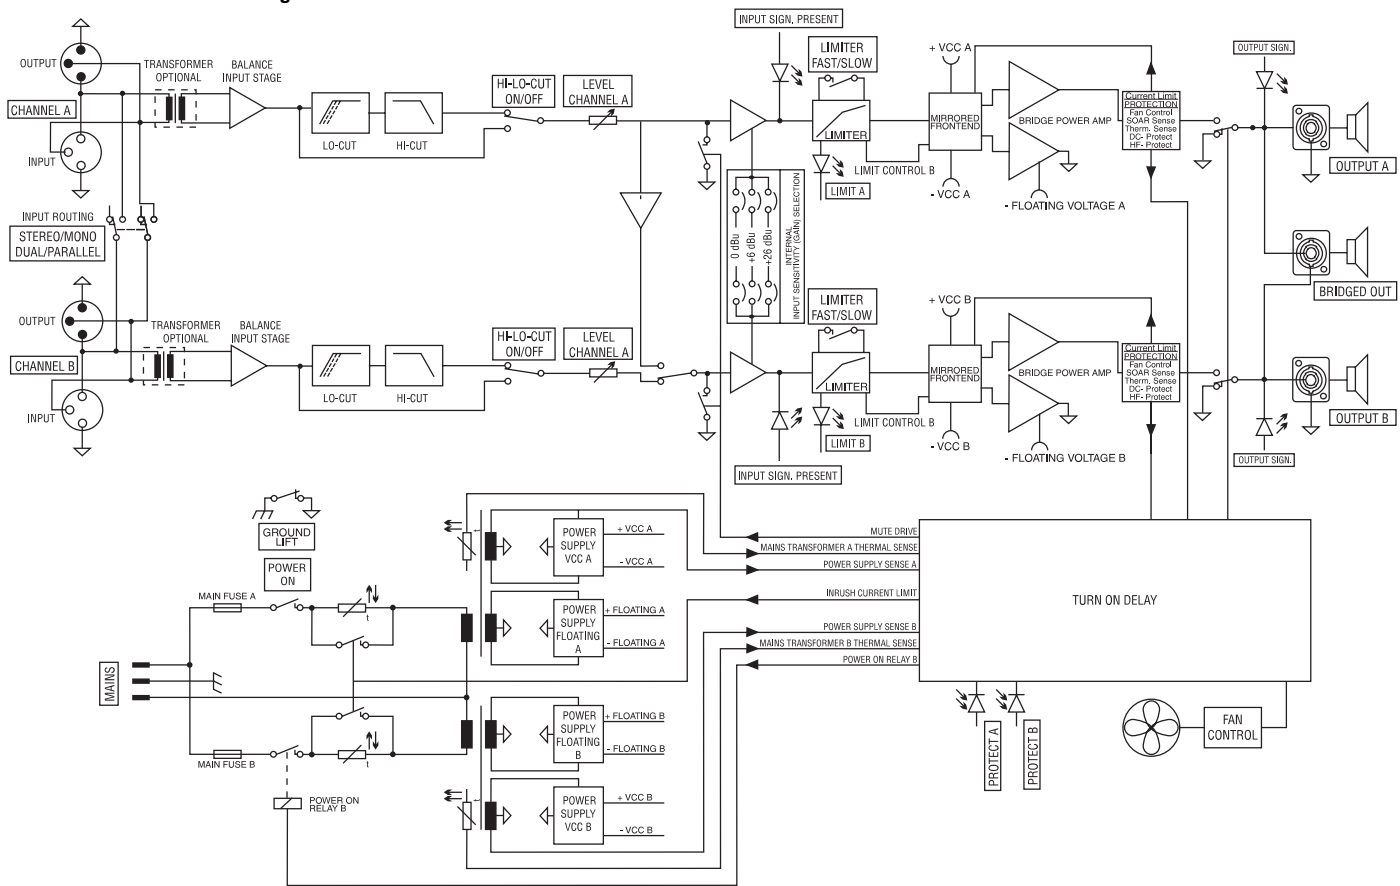 g
INPUT SIGN. PRESENT
OUTPUT
TRANSFORMER
OPTIONAL
BALANCE
INPUT STAGE
CHANNEL A
INPUT
LO-CUT
HI-CUT
HI-LO-CUT
ON/OFF
LEVEL
CHANNEL A
LIMITER
FAST/SLOW
LIMITER
LIMIT A
LIMIT CONTROL B
+ VCC A
MIRRORED
FRONTEND
- VCC A
BRIDGE POWER AMP
- FLOATING VOLTAGE A
Current Limit
PROTECTION
Fan Control
SOAR Sense
Therm. Sense
DC- Protect
HF- Protect
OUTPUT SIGN.
OUTPUT A
INPUT ROUTING
STEREO/MONO
DUAL/PARALLEL
0 dBu
+6 dBu
+26 dBu
INTERNAL
INPUT SENSITIVITY (GAIN) SELECTION
BRIDGED OUT
OUTPUT
TRANSFORMER
OPTIONAL
BALANCE
INPUT STAGE
CHANNEL B
INPUT
LO-CUT
HI-CUT
HI-LO-CUT
ON/OFF
LEVEL
CHANNEL A
LIMITER
FAST/SLOW
LIMITER
LIMIT B
LIMIT CONTROL B
INPUT SIGN. PRESENT
+ VCC B
MIRRORED
FRONTEND
- VCC B
BRIDGE POWER AMP
- FLOATING VOLTAGE B
Current Limit
PROTECTION
Fan Control
SOAR Sense
Therm. Sense
DC- Protect
HF- Protect
OUTPUT B
OUTPUT SIGN.
GROUND
LIFT
POWER
ON
MAIN FUSE A
t
t
POWER
SUPPLY
VCC A
+ VCC A
- VCC A
POWER
SUPPLY
FLOATING
A
+ FLOATING A
- FLOATING A
MAINS
MAIN FUSE B
t
POWER ON
RELAY B
POWER
SUPPLY
FLOATING
B
+ FLOATING B
- FLOATING B
t
POWER
SUPPLY
VCC B
+ VCC B
- VCC B
MUTE DRIVE
MAINS TRANSFORMER A THERMAL SENSE
POWER SUPPLY SENSE A
INRUSH CURRENT LIMIT
POWER SUPPLY SENSE B
MAINS TRANSFORMER B THERMAL SENSE
POWER ON RELAY B
TURN ON DELAY
PROTECT A
PROTECT B
FAN
CONTROL